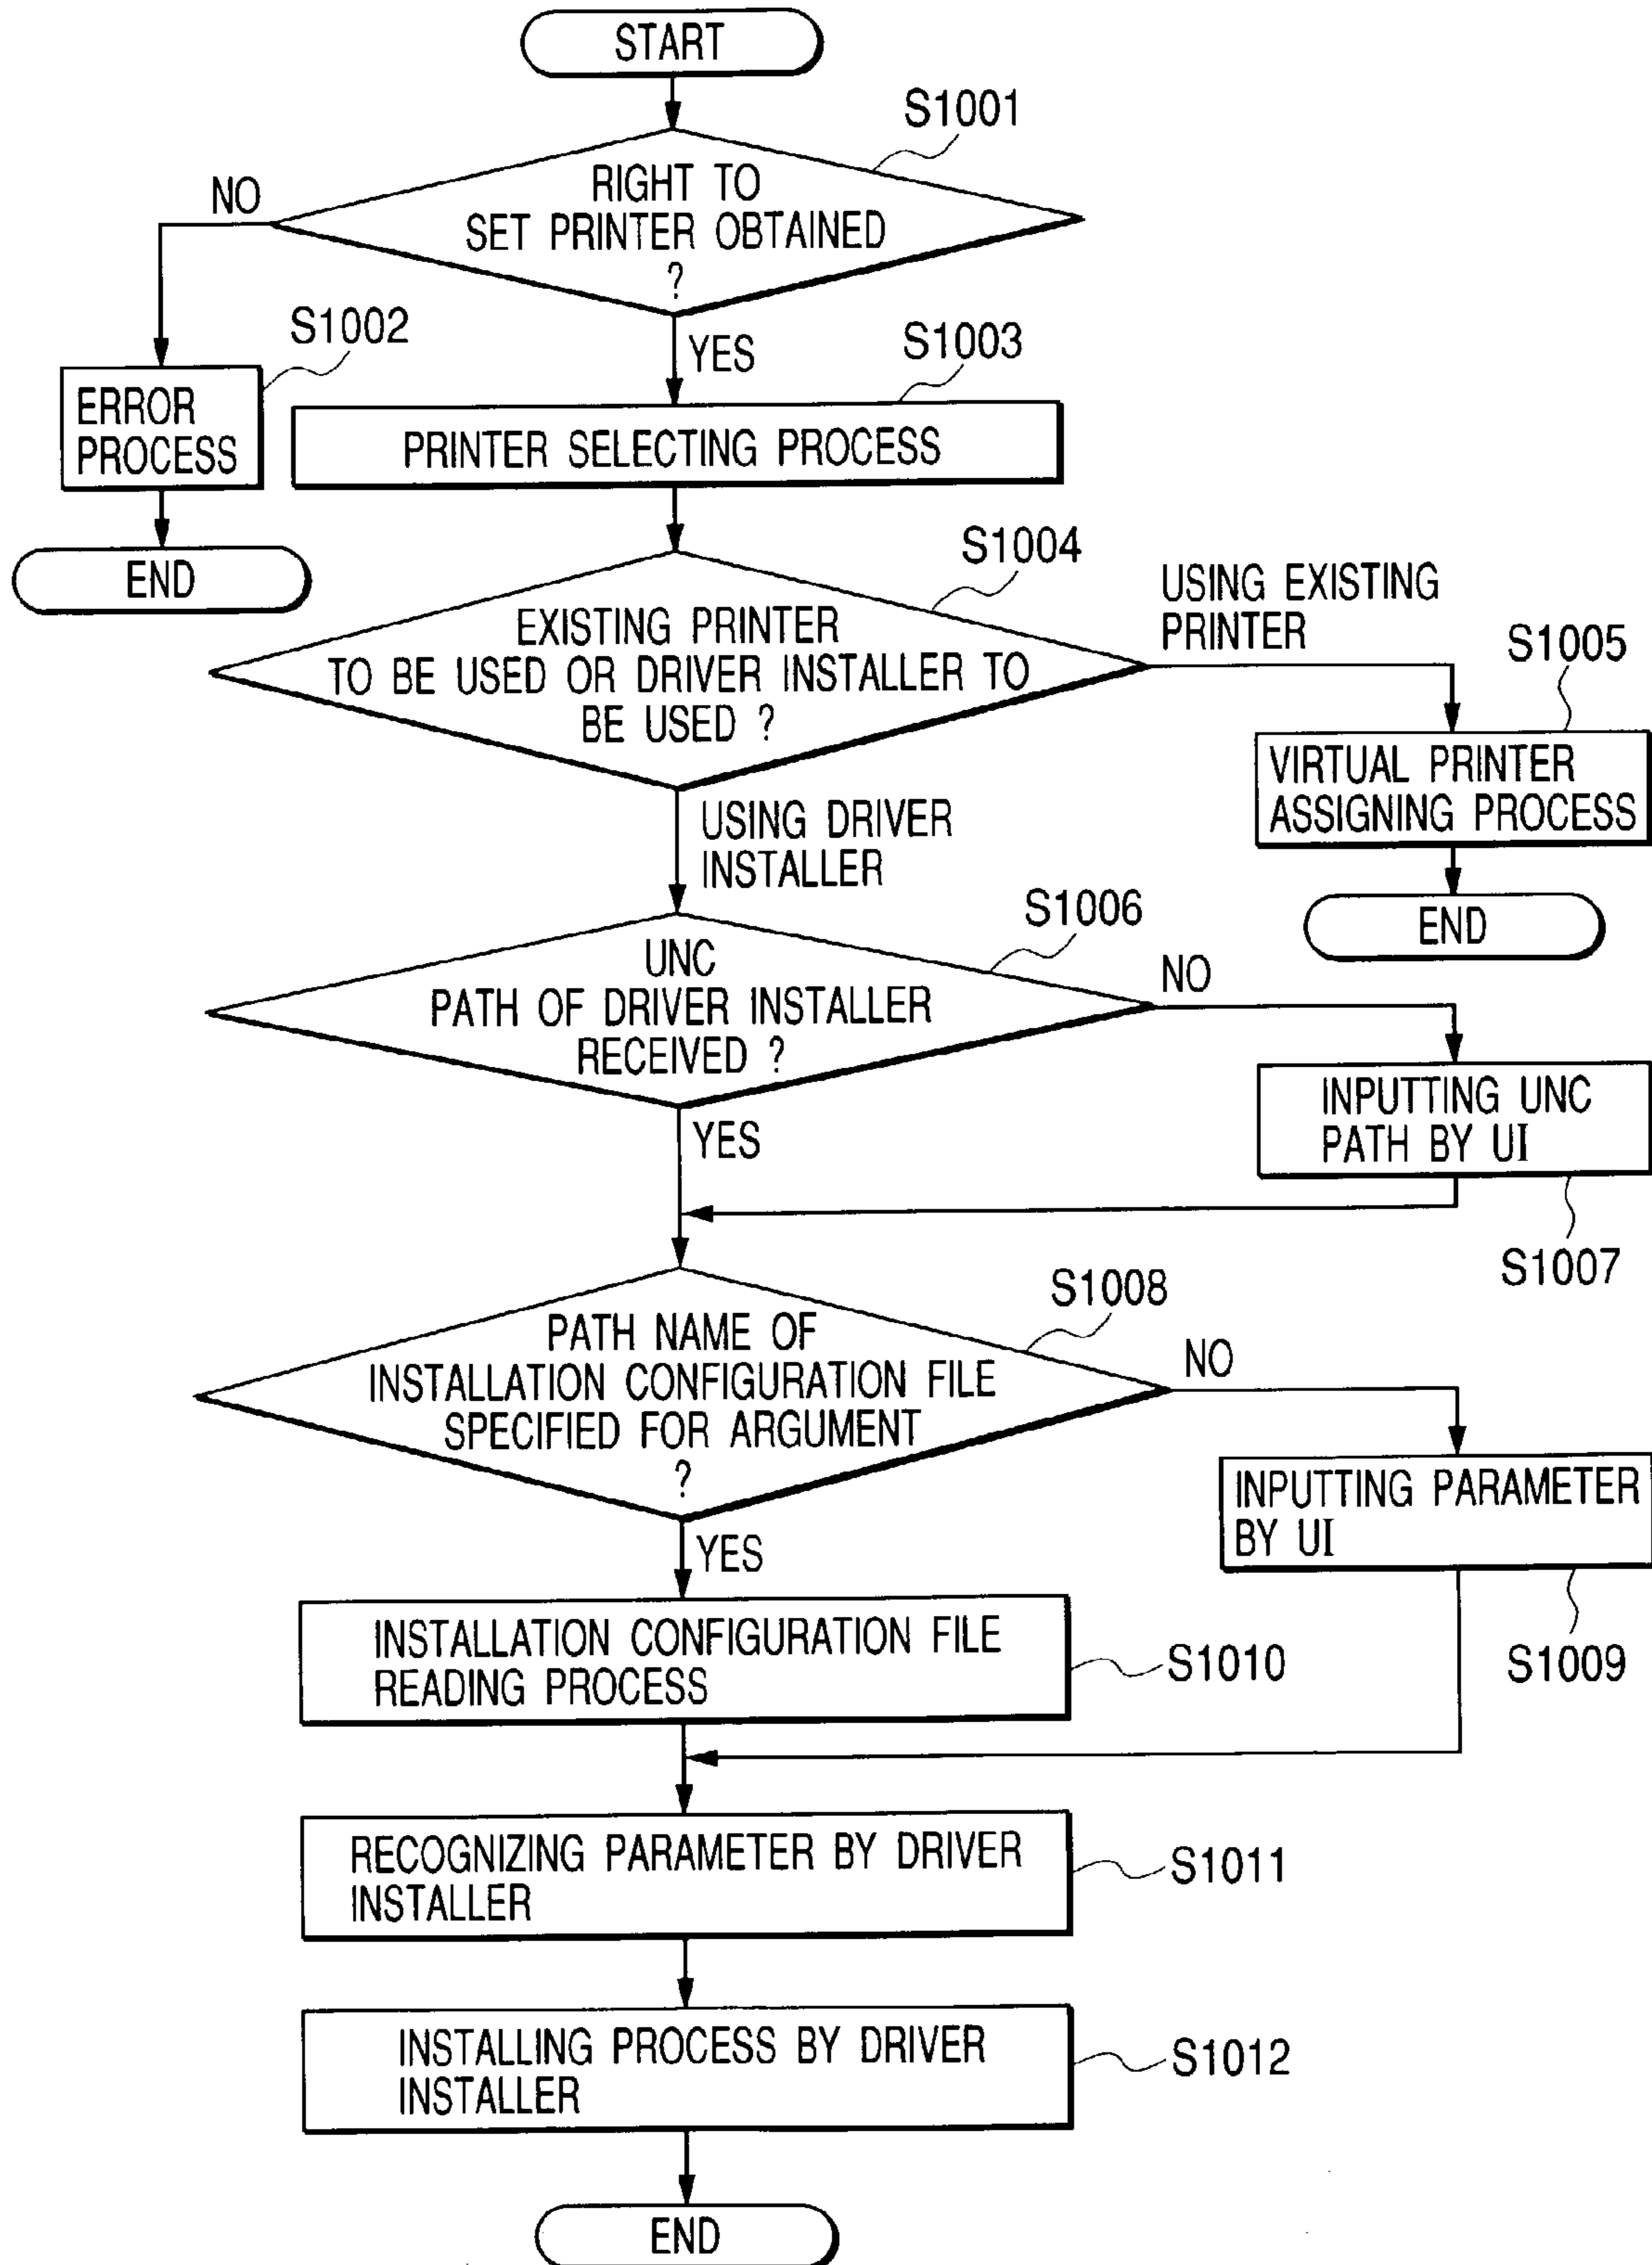 START
S1001
RIGHT TO
SET PRINTER OBTAINED
?
NO
YES
S1002
ERROR
PROCESS
END
S1003
PRINTER SELECTING PROCESS
S1004
EXISTING PRINTER
TO BE USED OR DRIVER INSTALLER TO
BE USED ?
USING EXISTING
PRINTER
S1005
VIRTUAL PRINTER
ASSIGNING PROCESS
END
USING DRIVER
INSTALLER
S1006
UNC
PATH OF DRIVER INSTALLER
RECEIVED ?
NO
INPUTTING UNC
PATH BY UI
S1007
YES
S1008
PATH NAME OF
INSTALLATION CONFIGURATION FILE
SPECIFIED FOR ARGUMENT
?
NO
INPUTTING PARAMETER
BY UI
S1009
YES
INSTALLATION CONFIGURATION FILE
READING PROCESS
S1010
RECOGNIZING PARAMETER BY DRIVER
INSTALLER
S1011
INSTALLING PROCESS BY DRIVER
INSTALLER
S1012
END